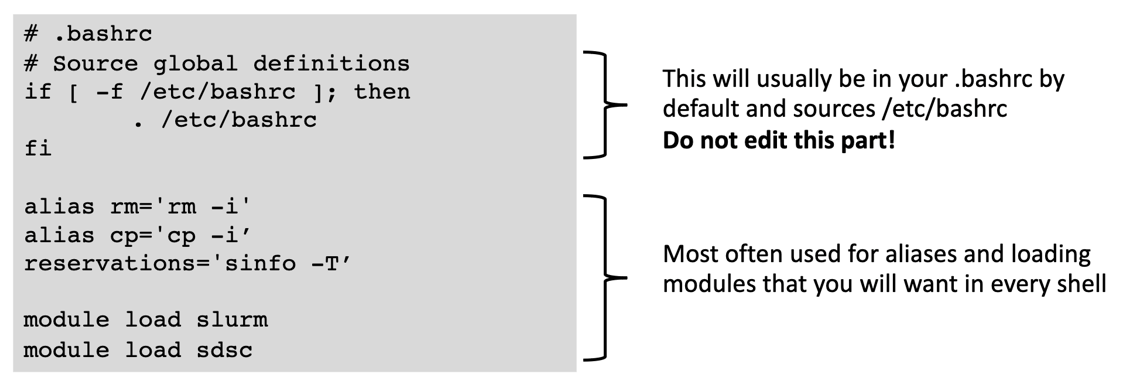 # .bashrc
# Source global definitions
if [ -f /etc/bashrc ]; then
        . /etc/bashrc
fi
This will usually be in your .bashrc by
default and sources /etc/bashrc
Do not edit this part!
alias rm='rm -i'
alias cp='cp -i’
reservations='sinfo -T’
module load slurm
module load sdsc
Most often used for aliases and loading
modules that you will want in every shell